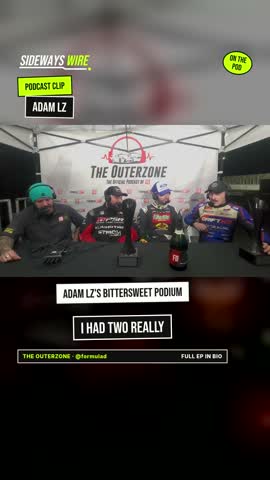 SIDEWAYS WIRE.
ON THE
POD
PODCAST CLIP
ADAM LZ
THE OUTERZONE
THE OFFICIAL PODCAST OF
ADAM LZ'S BITTERSWEET PODIUM
I HAD TWO REALLY
THE OUTERZONE · @formulad
FULL EP IN BIO